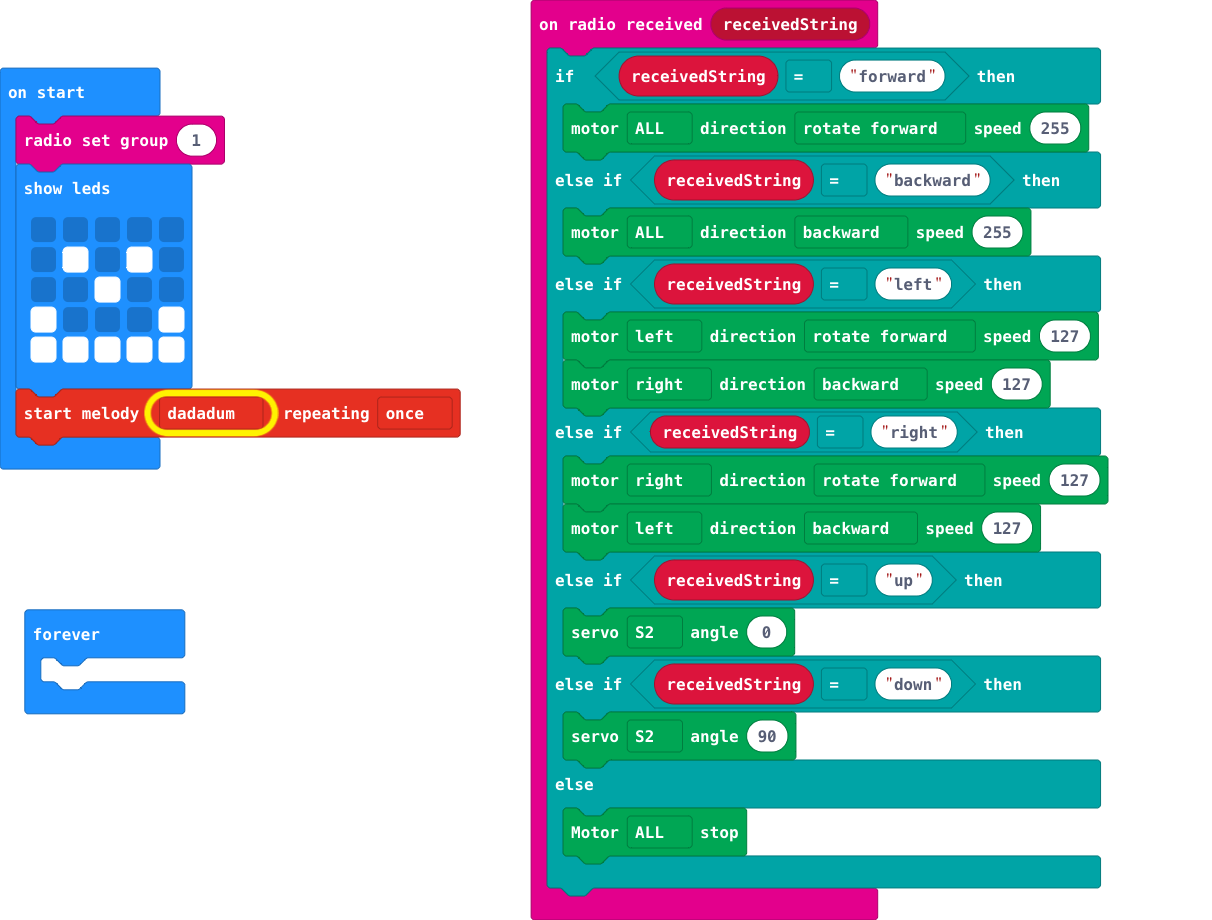 on start
radio set group 1
show leds
start melody dadadum repeating once
forever
on radio received receivedString
if receivedString = "forward" then
motor ALL direction rotate forward speed 255
else if receivedString = "backward" then
motor ALL direction backward speed 255
else if receivedString = "left" then
motor left direction rotate forward speed 127
motor right direction backward speed 127
else if receivedString = "right" then
motor right direction rotate forward speed 127
motor left direction backward speed 127
else if receivedString = "up" then
servo S2 angle 0
else if receivedString = "down" then
servo S2 angle 90
else
Motor ALL stop